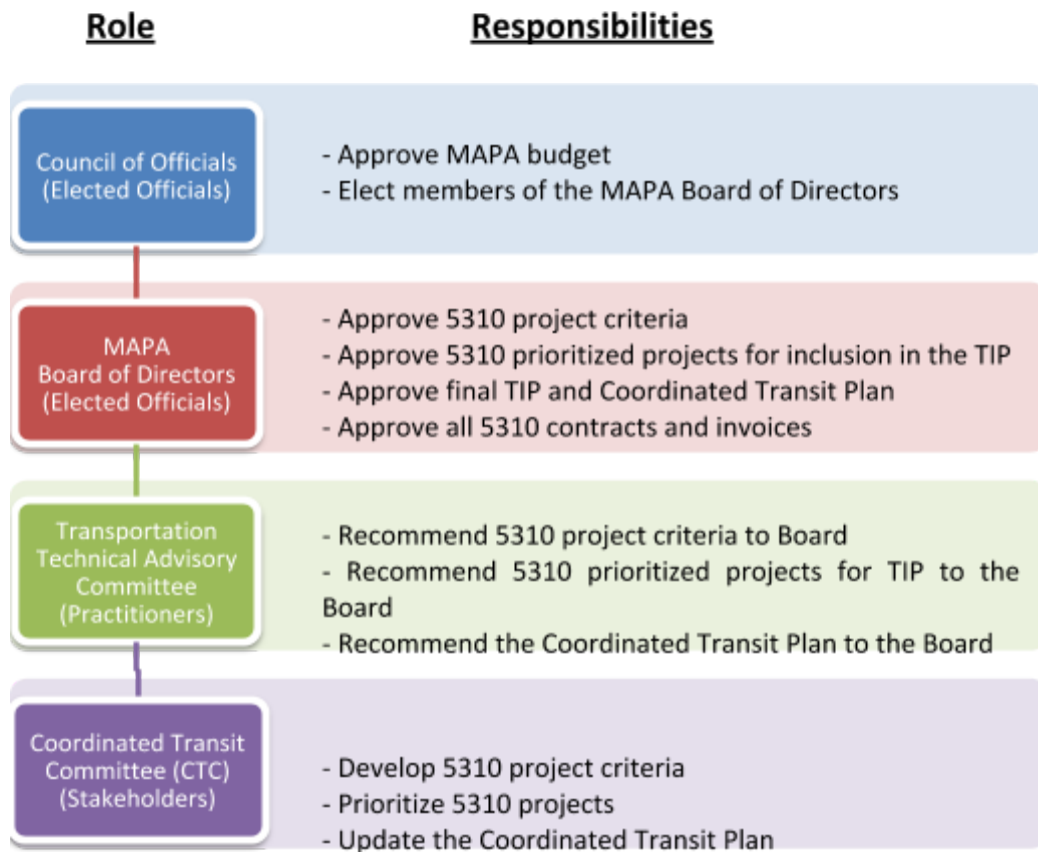 Role
Responsibilities
Council of Officials
(Elected Officials)
- Approve MAPA budget
- Elect members of the MAPA Board of Directors
MAPA
Board of Directors
(Elected Officials)
- Approve 5310 project criteria
- Approve 5310 prioritized projects for inclusion in the TIP
- Approve final TIP and Coordinated Transit Plan
- Approve all 5310 contracts and invoices
Transportation
Technical Advisory
Committee
(Practitioners)
- Recommend 5310 project criteria to Board
- Recommend 5310 prioritized projects for TIP to the
Board
- Recommend the Coordinated Transit Plan to the Board
Coordinated Transit
Committee (CTC)
(Stakeholders)
- Develop 5310 project criteria
- Prioritize 5310 projects
- Update the Coordinated Transit Plan